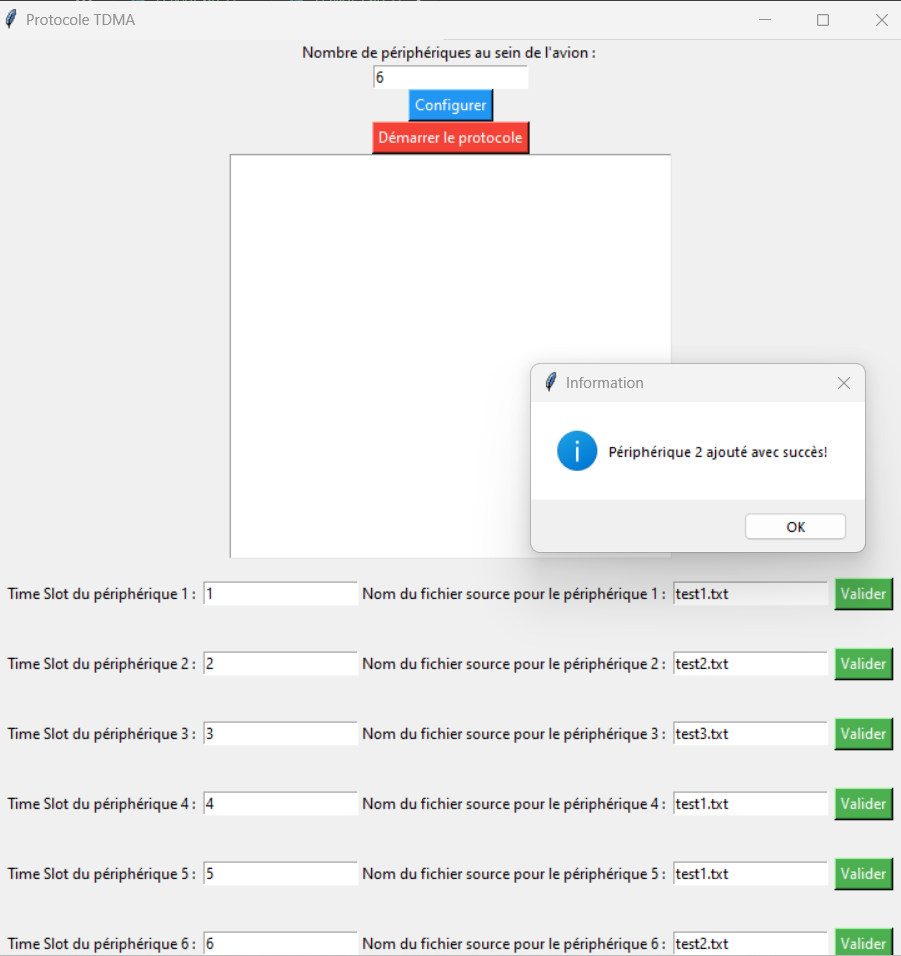 Protocole TDMA
Nombre de périphériques au sein de l'avion :
6
Configurer
Démarrer le protocole
Information
Périphérique 2 ajouté avec succès!
OK
Time Slot du périphérique 1 : 1 Nom du fichier source pour le périphérique 1 : test1.txt Valider
Time Slot du périphérique 2 : 2 Nom du fichier source pour le périphérique 2 : test2.txt Valider
Time Slot du périphérique 3 : 3 Nom du fichier source pour le périphérique 3 : test3.txt Valider
Time Slot du périphérique 4 : 4 Nom du fichier source pour le périphérique 4 : test1.txt Valider
Time Slot du périphérique 5 : 5 Nom du fichier source pour le périphérique 5 : test1.txt Valider
Time Slot du périphérique 6 : 6 Nom du fichier source pour le périphérique 6 : test2.txt Valider